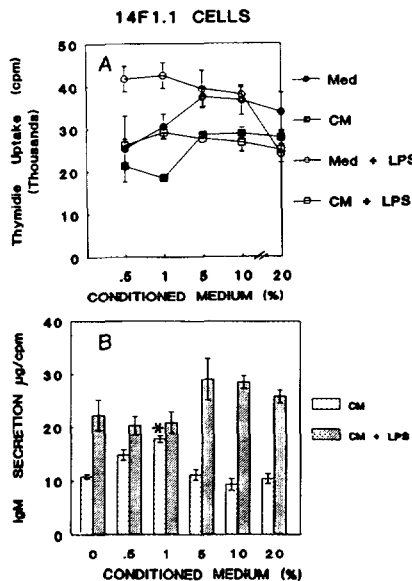 14F1.1 CELLS
A
Thymidie Uptake (cpm)
(Thousands)
50
40
30
20
10
0
.5 1 5 10 20
CONDITIONED MEDIUM (%)
Med
CM
Med + LPS
CM + LPS
B
IgM SECRETION µg/cpm
40
30
20
10
0
*
0 .5 1 5 10 20
CONDITIONED MEDIUM (%)
CM
CM + LPS